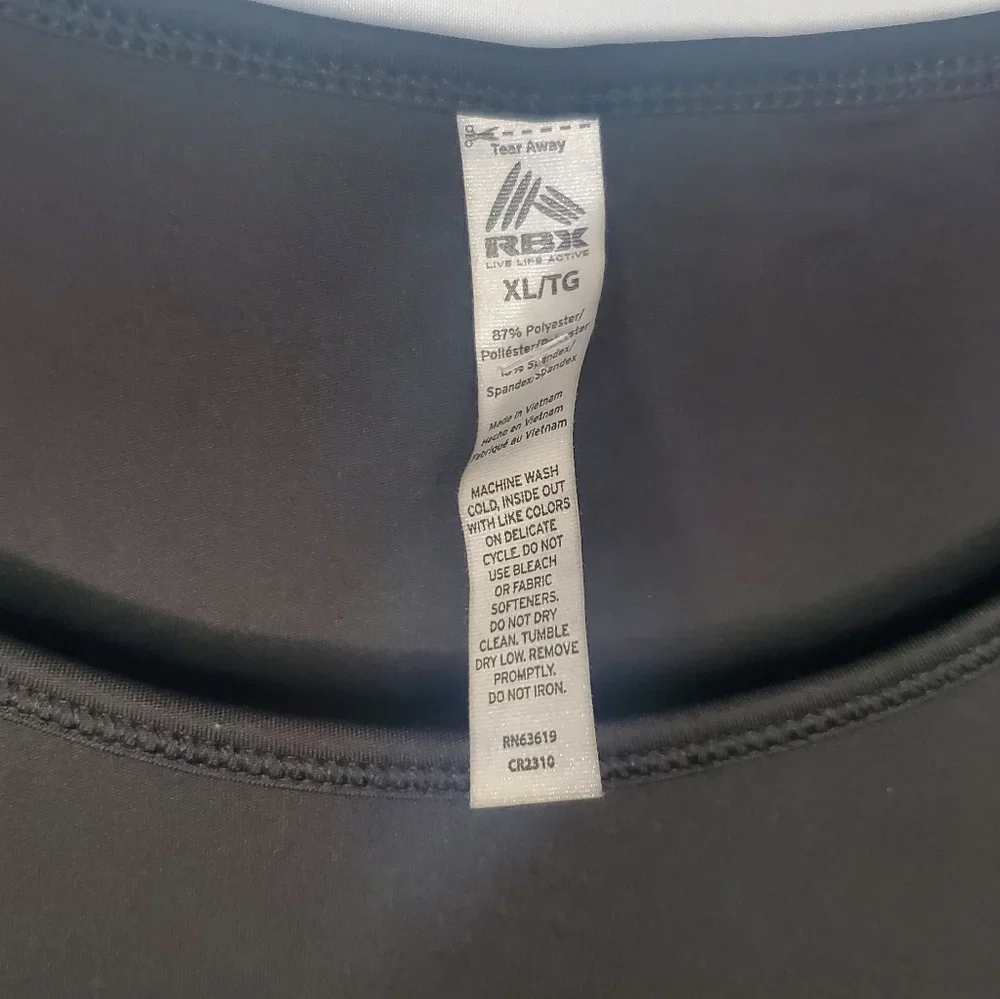 Tear Away
RBX
LIVE LIFE ACTIVE
XL/TG
87% Polyester/
Poliéster/
Spandex/
Spandex/Spandex
Made in Vietnam
Hecho en Vietnam
Fabriqué au Vietnam
MACHINE WASH
COLD, INSIDE OUT
WITH LIKE COLORS
ON DELICATE
CYCLE. DO NOT
USE BLEACH
OR FABRIC
SOFTENERS.
DO NOT DRY
CLEAN. TUMBLE
DRY LOW. REMOVE
PROMPTLY.
DO NOT IRON.
RN63619
CR2310